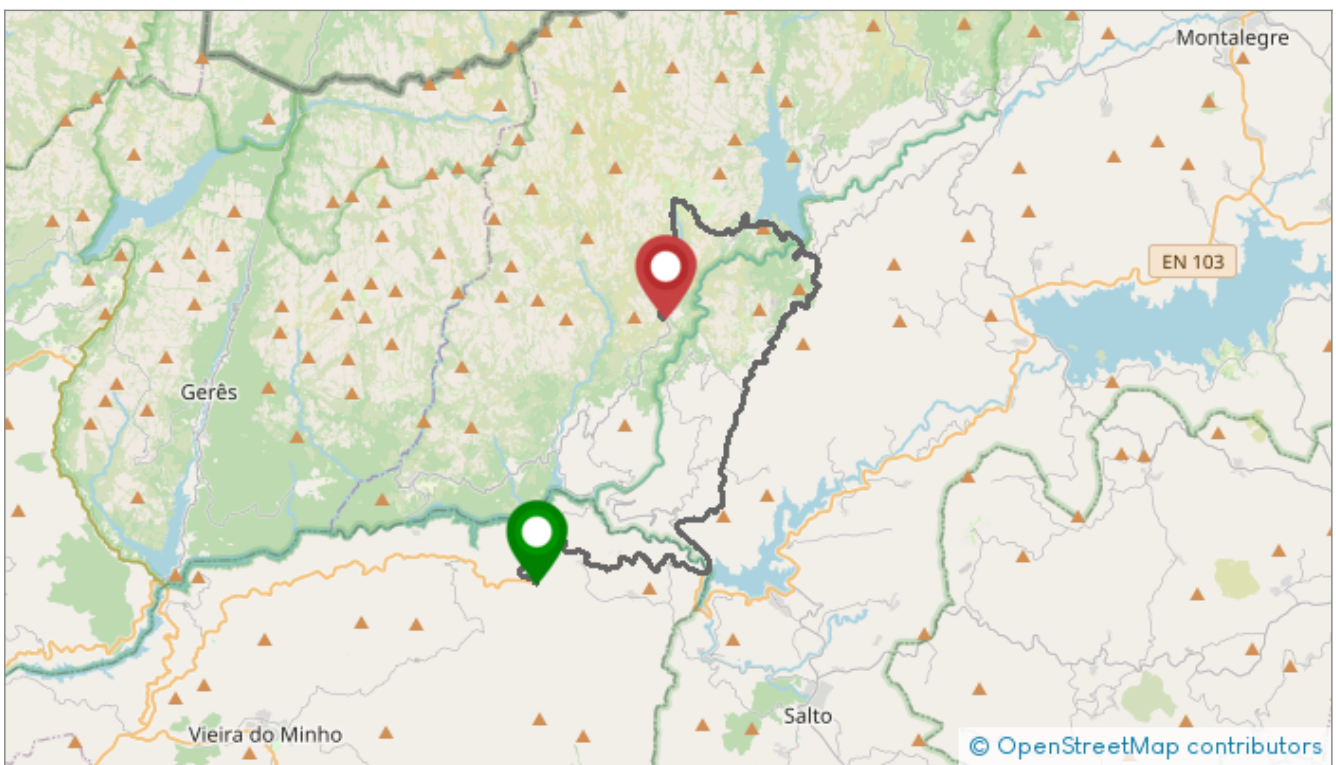 Montalegre
EN 103
Gerês
Salto
Vieira do Minho
© OpenStreetMap contributors